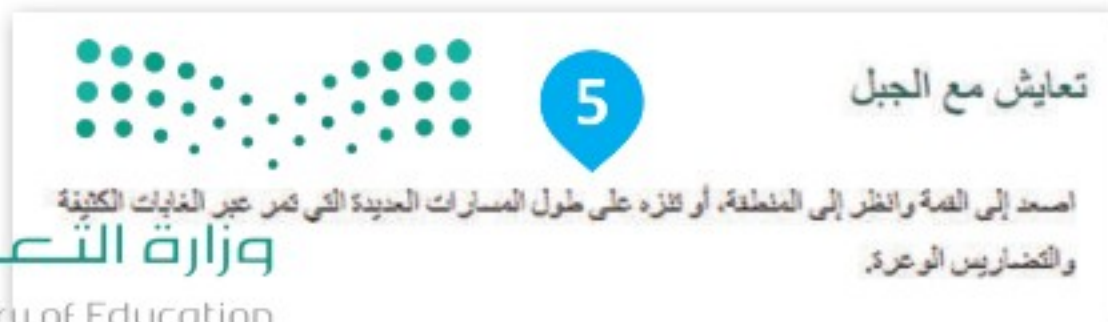 تعايش مع الجبل
5
اصعد إلى القمة وانظر إلى المنطقة، أو تنزه على طول المسارات العديدة التي تمر عبر الغابات الكثيفة
والتضاريس الوعرة.
وزارة التعـ
of Education